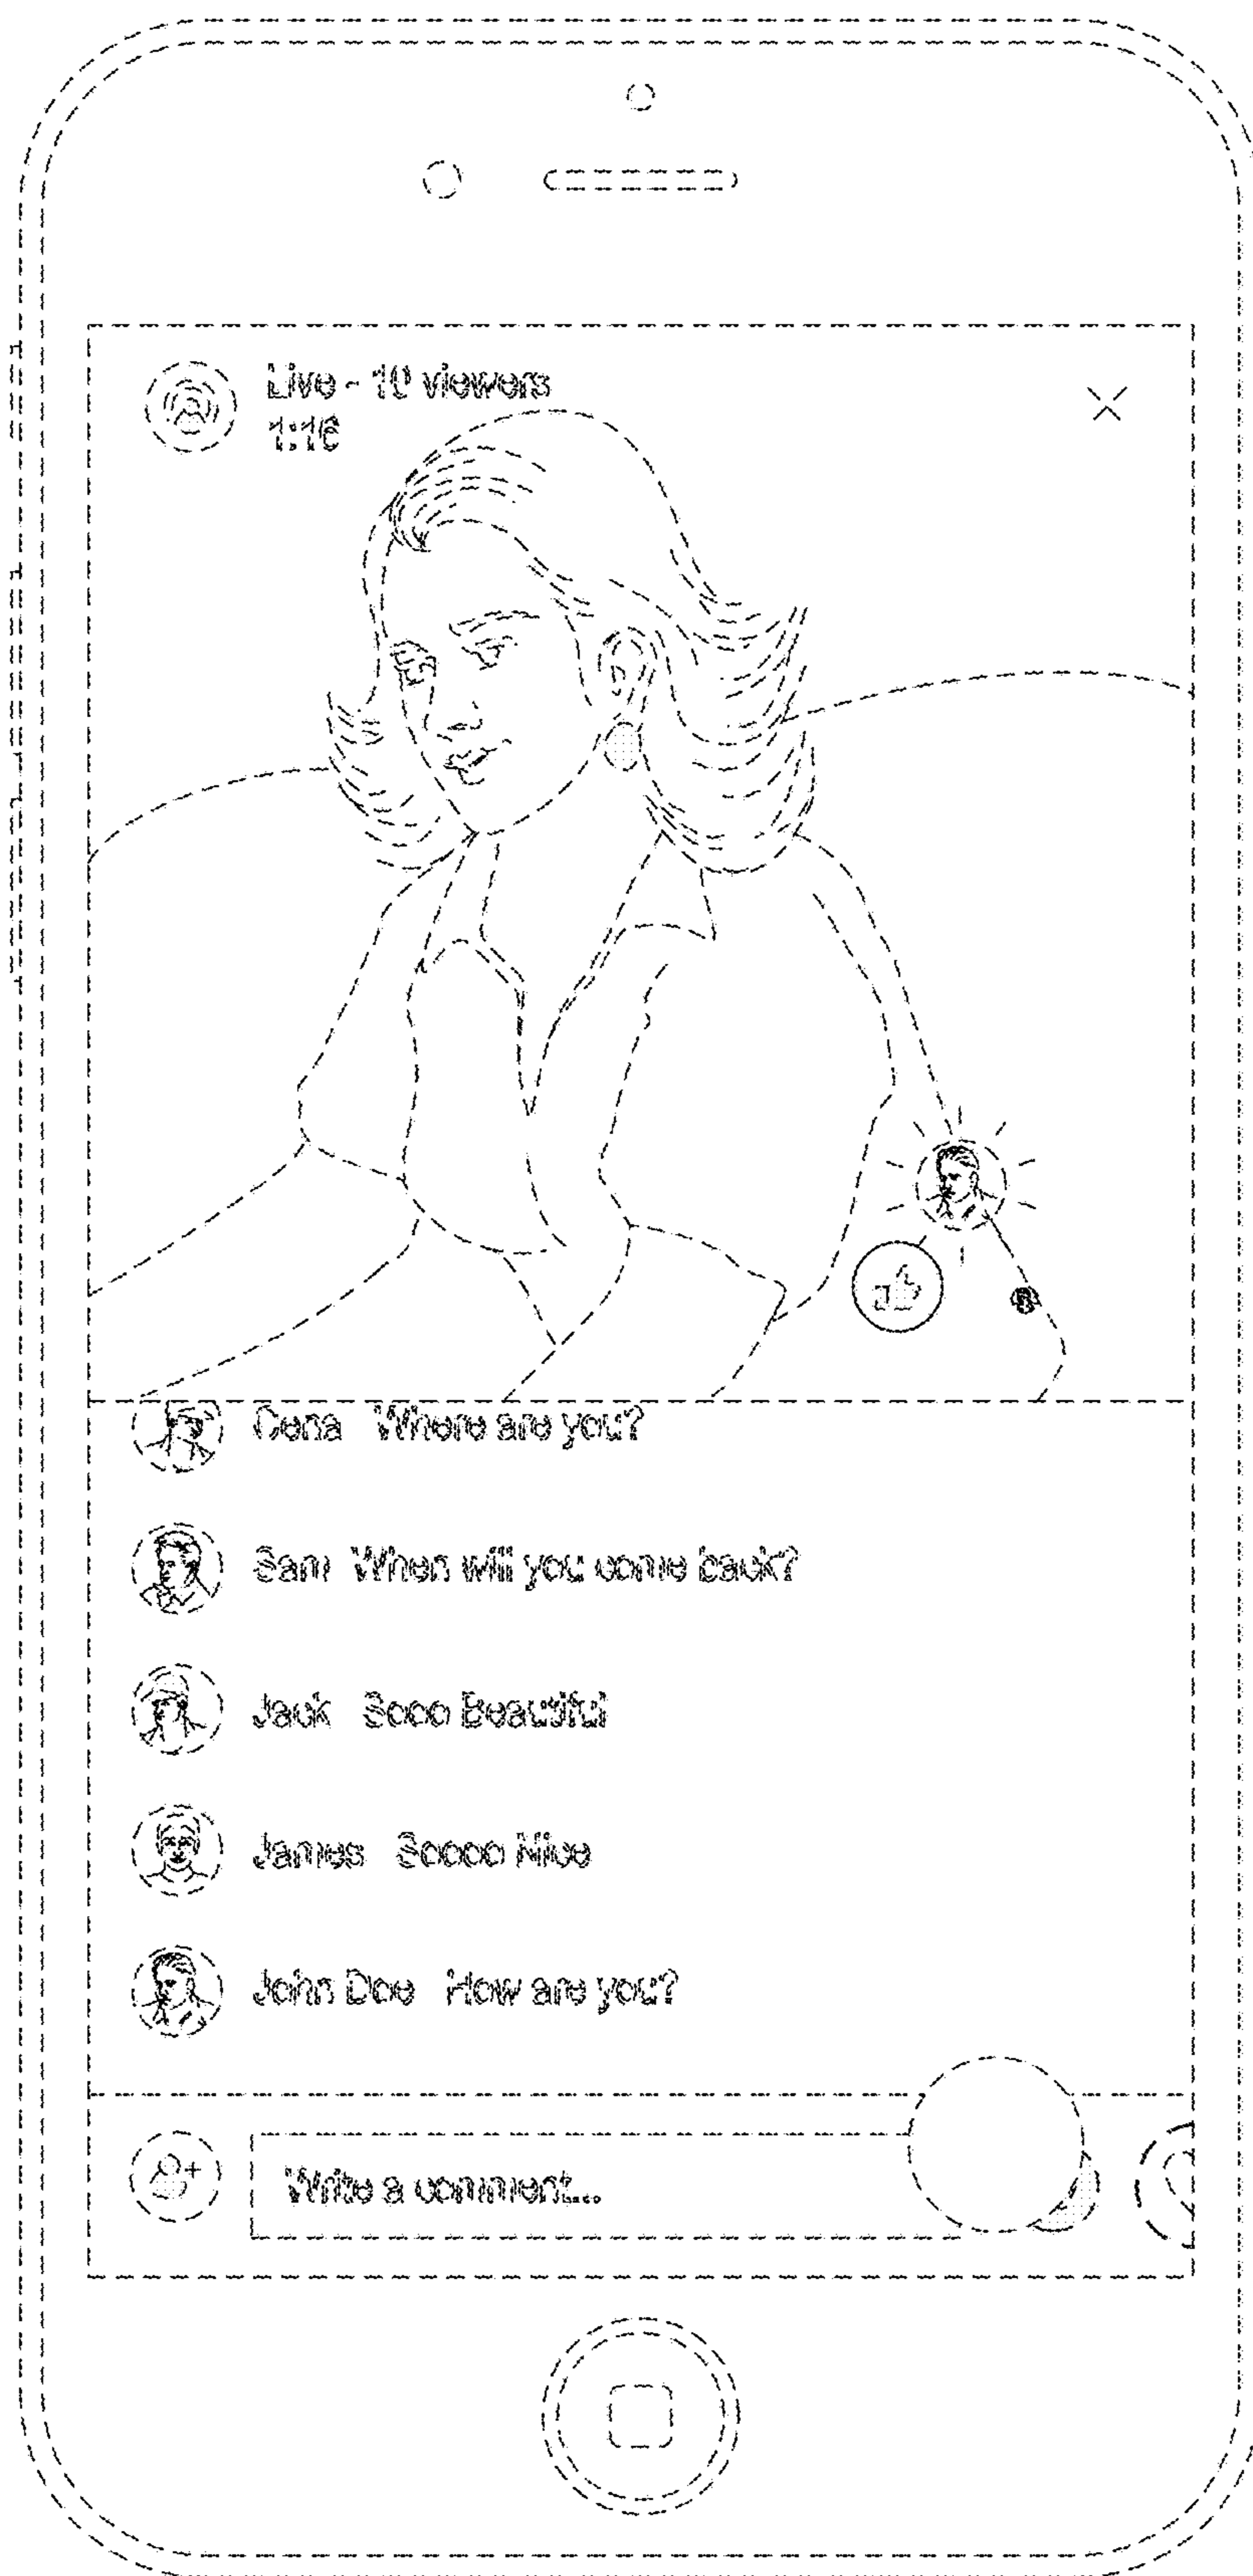 Live - 10 viewers
1:16
Cena Where are you?
Sam When will you come back?
Jack Sooo Beautiful
James Soooo Nice
John Doe How are you?
Write a comment...